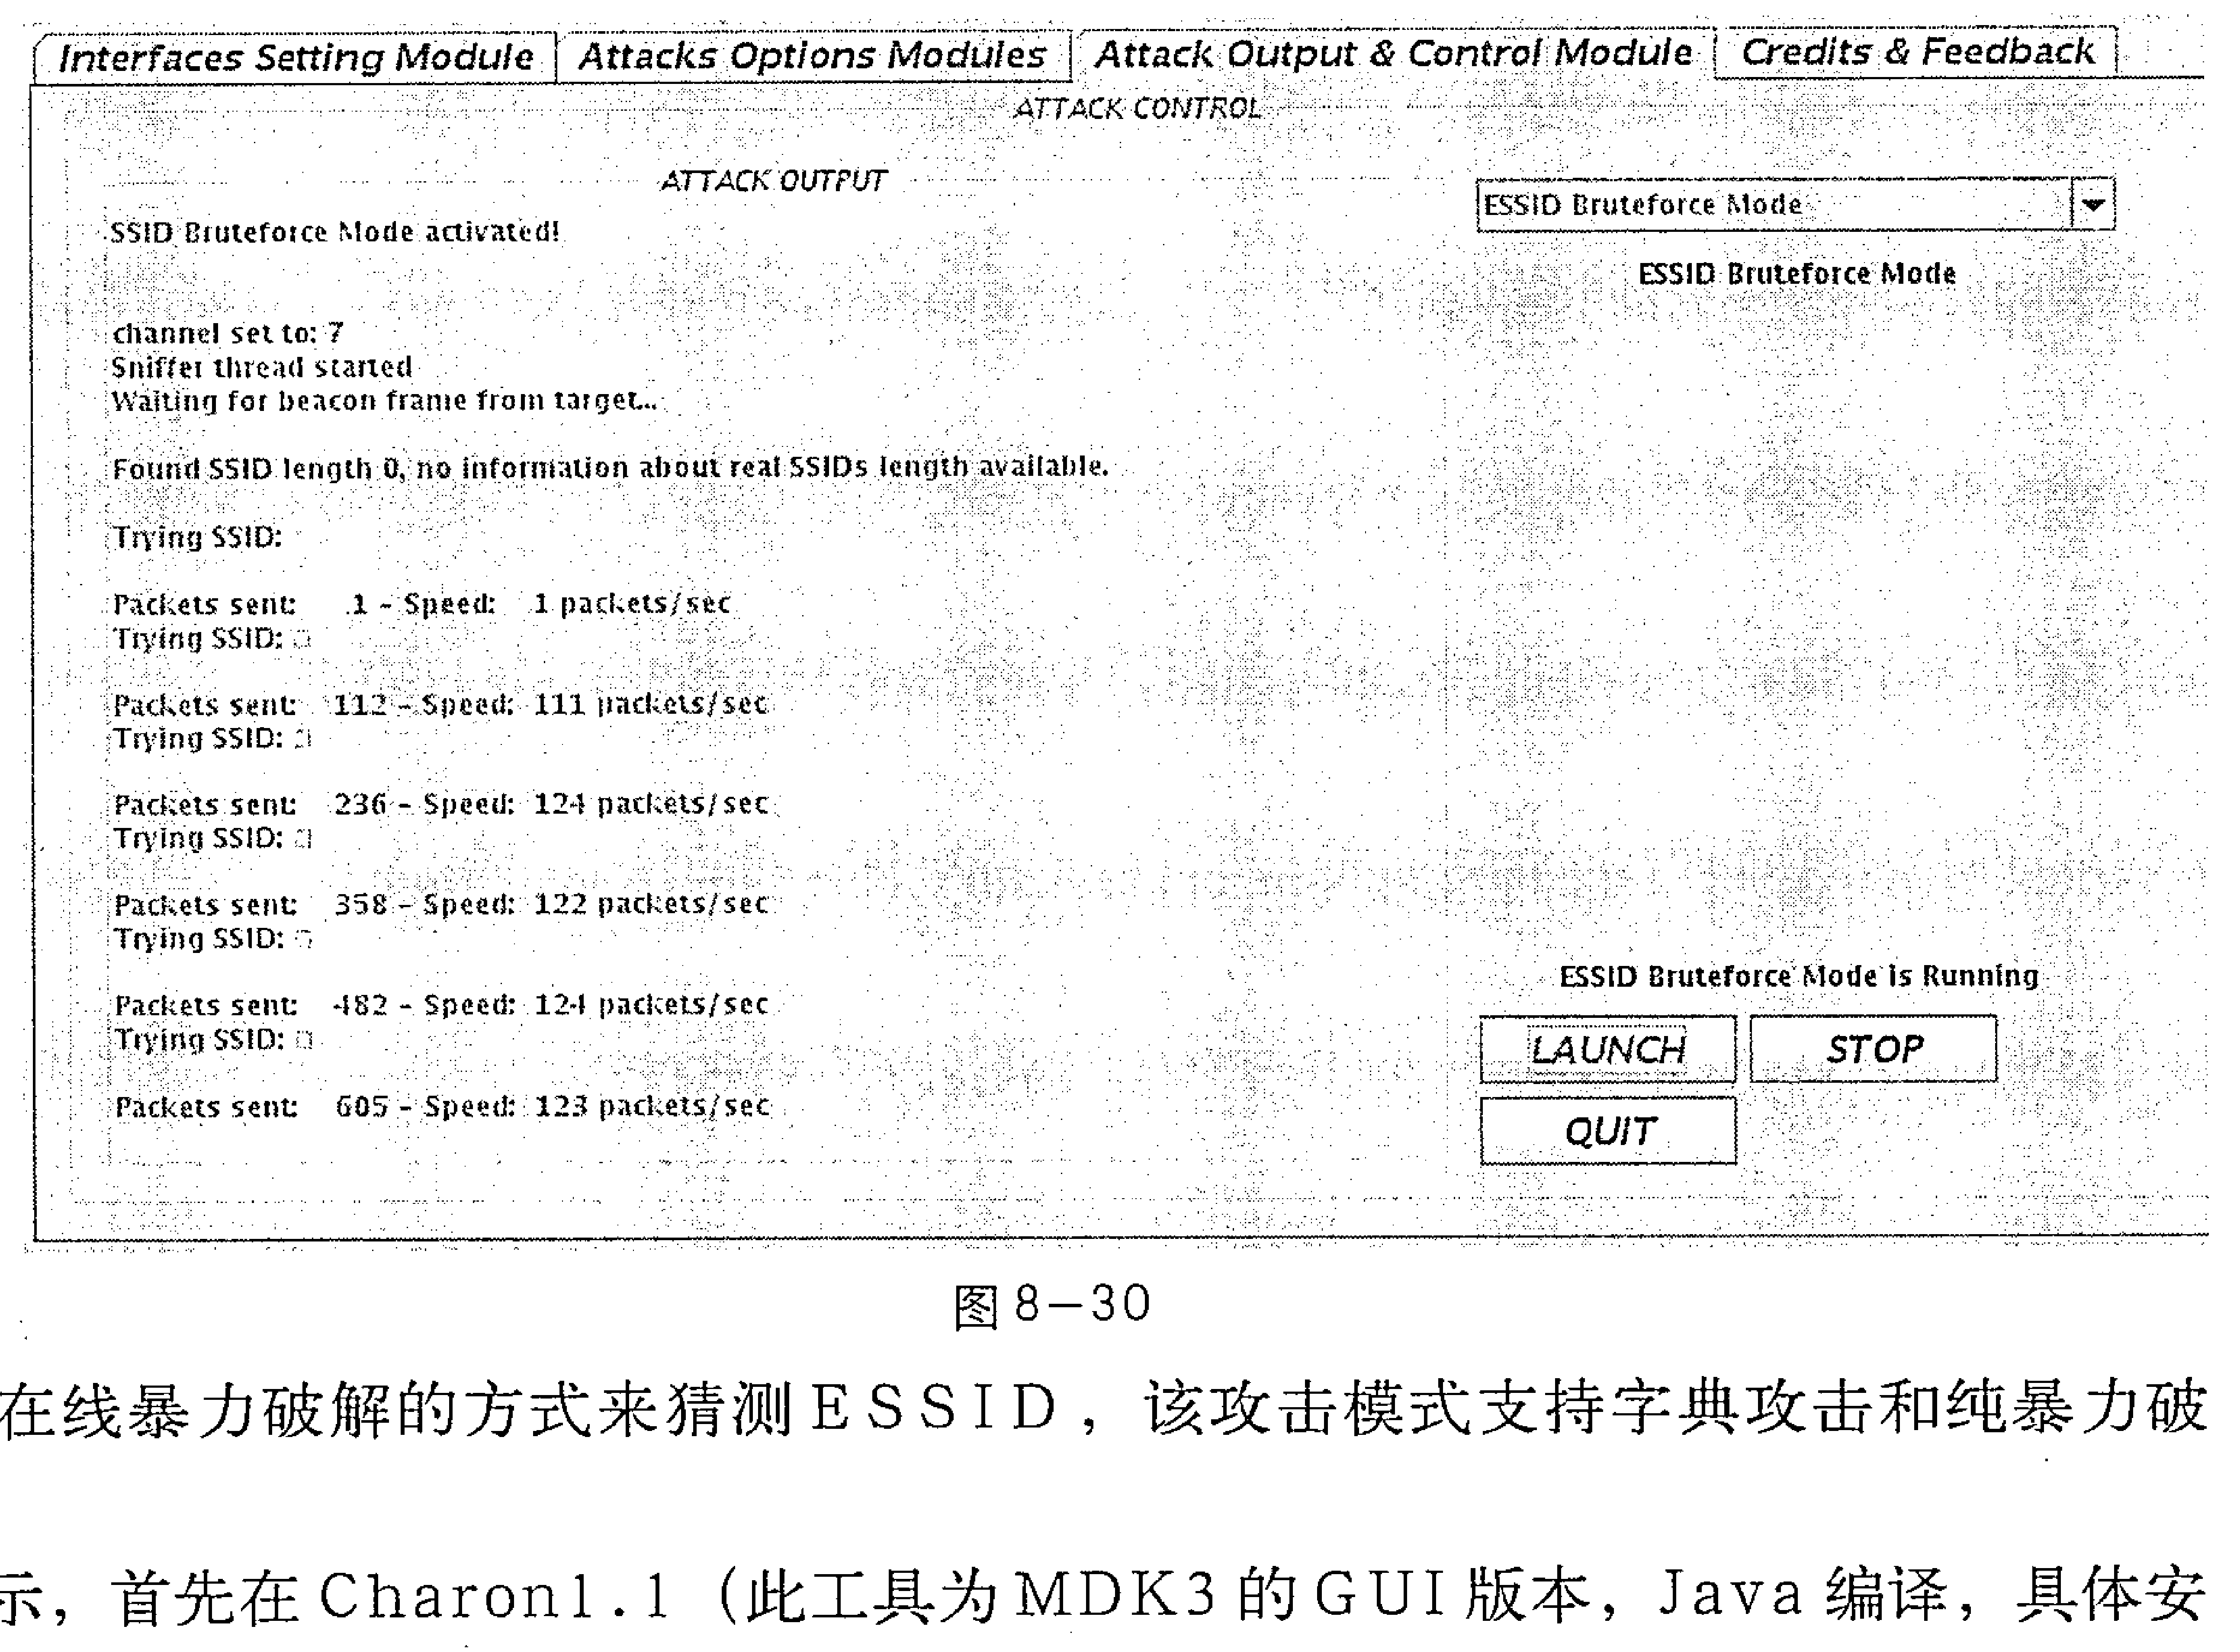 Interfaces Setting Module Attacks Options Modules Attack Output & Control Module Credits & Feedback
ATTACK CONTROL
ATTACK OUTPUT
SSID Bruteforce Mode activated!
channel set to: 7
Sniffer thread started
Waiting for beacon frame from target...
Found SSID length 0, no information about real SSIDs length available.
Trying SSID:
Packets sent: 1 - Speed: 1 packets/sec
Trying SSID:
Packets sent: 112 - Speed: 111 packets/sec
Trying SSID:
Packets sent: 236 - Speed: 124 packets/sec
Trying SSID:
Packets sent: 358 - Speed: 122 packets/sec
Trying SSID:
Packets sent: 482 - Speed: 124 packets/sec
Trying SSID:
Packets sent: 605 - Speed: 123 packets/sec
ESSID Bruteforce Mode
ESSID Bruteforce Mode
ESSID Bruteforce Mode is Running
LAUNCH STOP
QUIT
图8-30
在线暴力破解的方式来猜测ESSID，该攻击模式支持字典攻击和纯暴力破
示，首先在Charon1.1（此工具为MDK3的GUI版本，Java编译，具体安